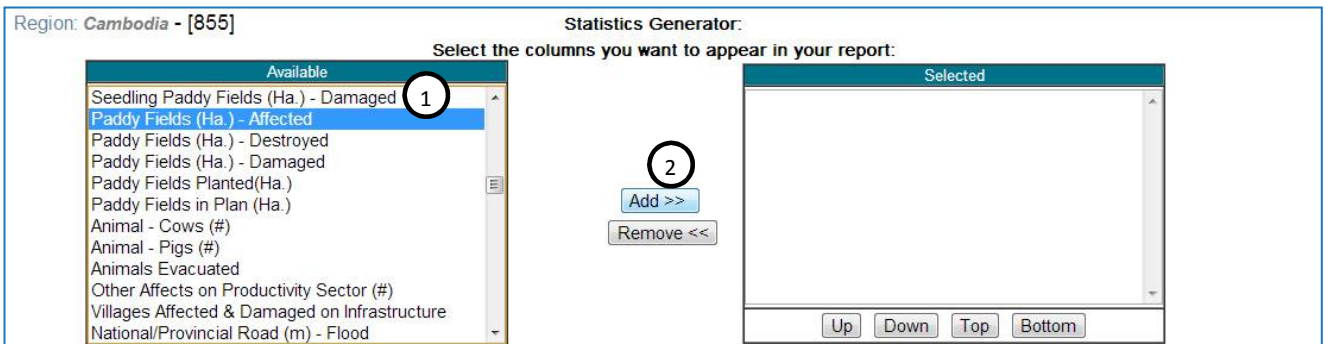 Region: Cambodia - [855]
Statistics Generator:
Select the columns you want to appear in your report:
Available
Seedling Paddy Fields (Ha.) - Damaged
1
Paddy Fields (Ha.) - Affected
Paddy Fields (Ha.) - Destroyed
Paddy Fields (Ha.) - Damaged
Paddy Fields Planted(Ha.)
Paddy Fields in Plan (Ha.)
Animal - Cows (#)
Animal - Pigs (#)
Animals Evacuated
Other Affects on Productivity Sector (#)
Villages Affected & Damaged on Infrastructure
National/Provincial Road (m) - Flood
2
Add >>
Remove <<
Selected
Up Down Top Bottom